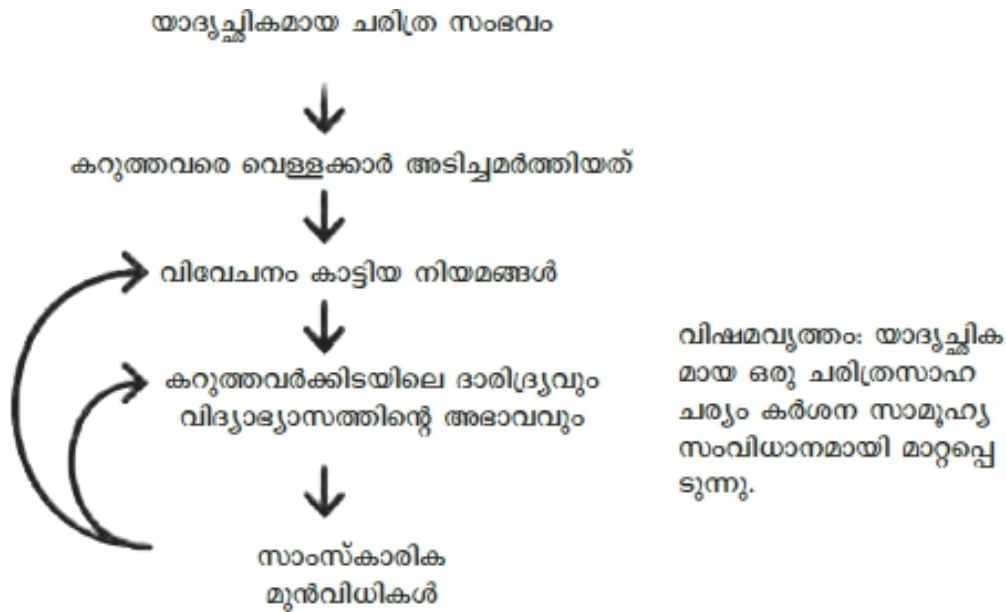 യാദൃച്ഛികമായ ചരിത്ര സംഭവം
കറുത്തവരെ വെള്ളക്കാർ അടിച്ചമർത്തിയത്
വിവേചനം കാട്ടിയ നിയമങ്ങൾ
കറുത്തവർക്കിടയിലെ ദാരിദ്ര്യവും
വിദ്യാഭ്യാസത്തിന്റെ അഭാവവും
സാംസ്കാരിക
മുൻവിധികൾ
വിഷമവൃത്തം: യാദൃച്ഛിക
മായ ഒരു ചരിത്രസാഹ
ചര്യം കർശന സാമൂഹ്യ
സംവിധാനമായി മാറ്റപ്പെ
ടുന്നു.